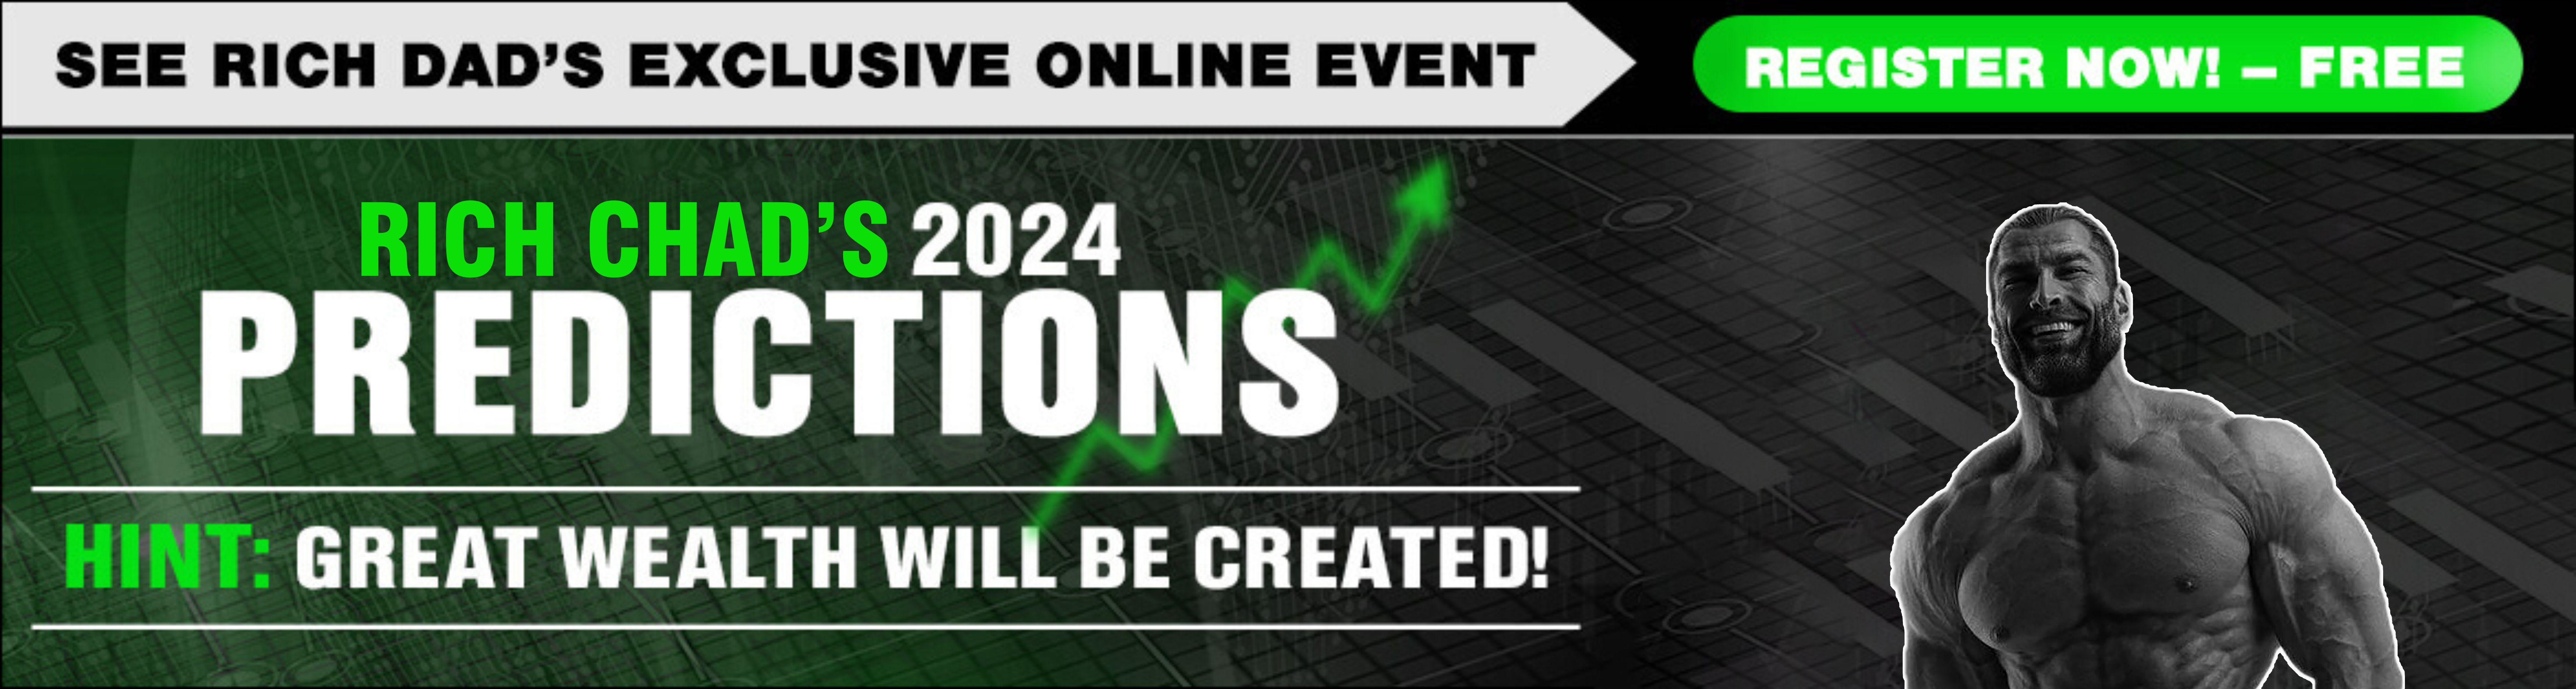 SEE RICH DAD’S EXCLUSIVE ONLINE EVENT
REGISTER NOW! – FREE
RICH CHAD’S 2024
PREDICTIONS
HINT: GREAT WEALTH WILL BE CREATED!